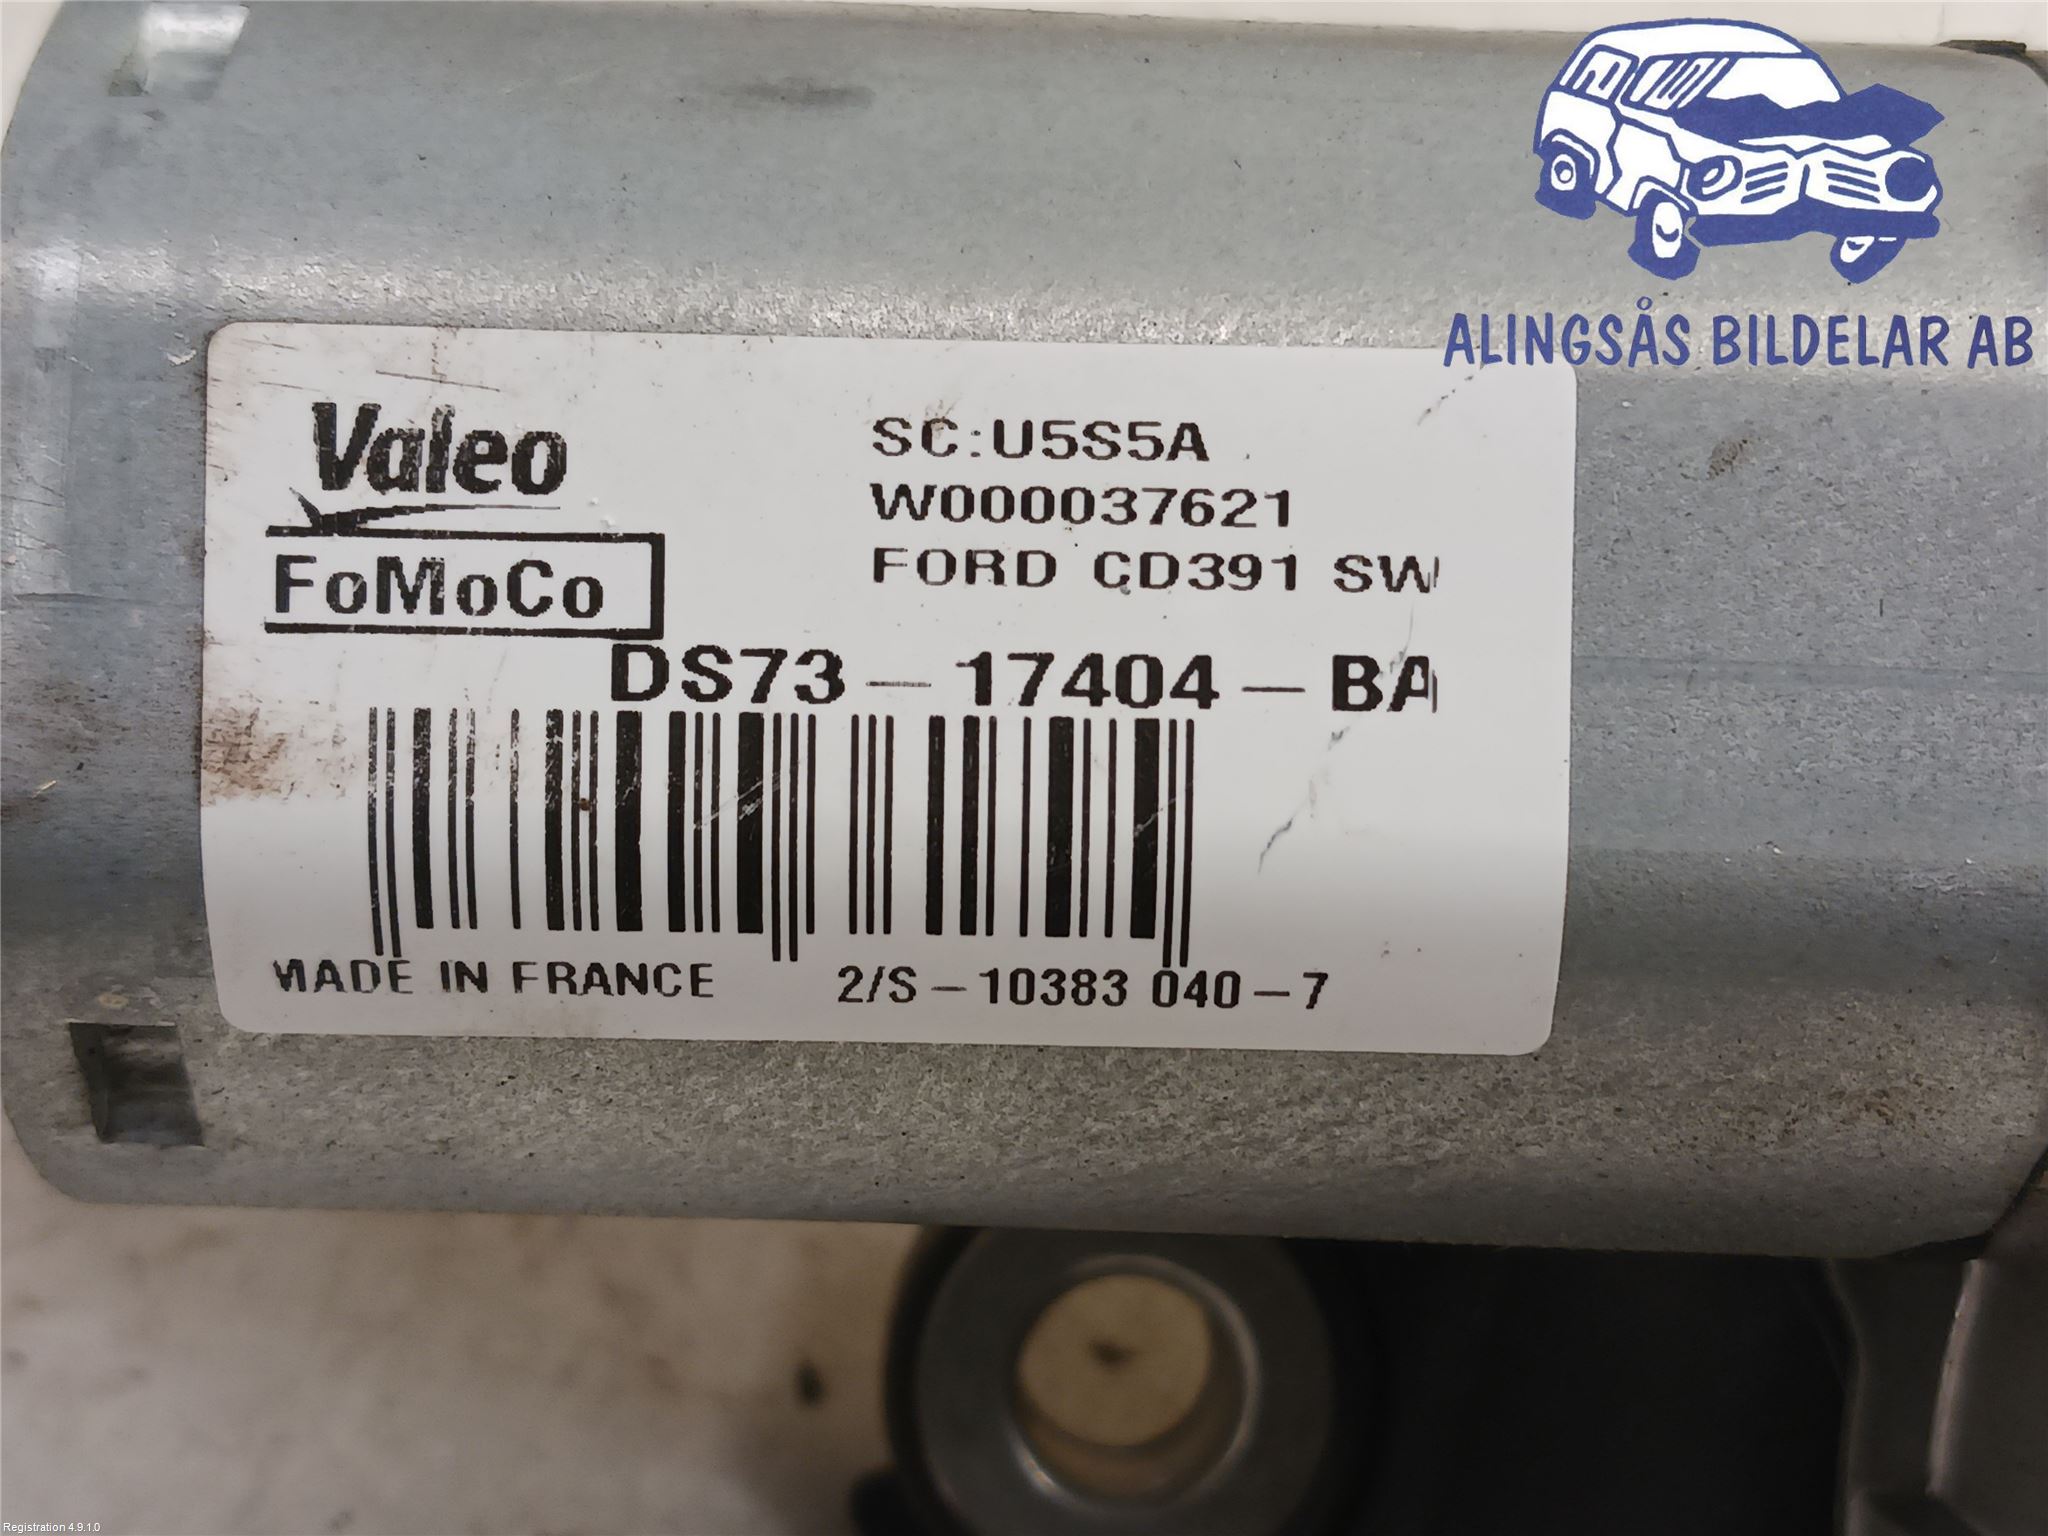 ALINGSÅS BILDELAR AB
Valeo
SC:U5S5A
W000037621
FoMoCo
FORD CD391 SW
DS73-17404-BA
MADE IN FRANCE 2/S-10383 040-7
Registration 4.9.1.0